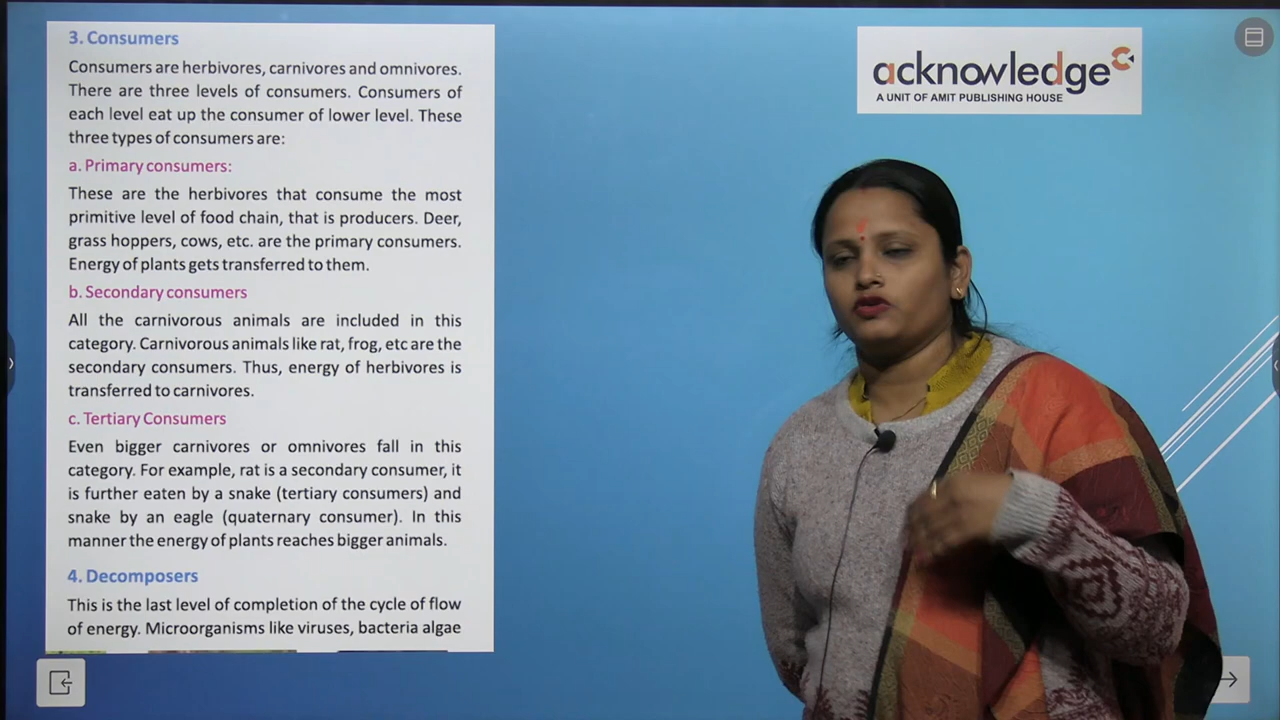 3. Consumers
Consumers are herbivores, carnivores and omnivores.
There are three levels of consumers. Consumers of
each level eat up the consumer of lower level. These
three types of consumers are:
a. Primary consumers:
These are the herbivores that consume the most
primitive level of food chain, that is producers. Deer,
grass hoppers, cows, etc. are the primary consumers.
Energy of plants gets transferred to them.
b. Secondary consumers
All the carnivorous animals are included in this
category. Carnivorous animals like rat, frog, etc are the
secondary consumers. Thus, energy of herbivores is
transferred to carnivores.
c. Tertiary Consumers
Even bigger carnivores or omnivores fall in this
category. For example, rat is a secondary consumer, it
is further eaten by a snake (tertiary consumers) and
snake by an eagle (quaternary consumer). In this
manner the energy of plants reaches bigger animals.
4. Decomposers
This is the last level of completion of the cycle of flow
of energy. Microorganisms like viruses, bacteria algae
acknowledge
A UNIT OF AMIT PUBLISHING HOUSE